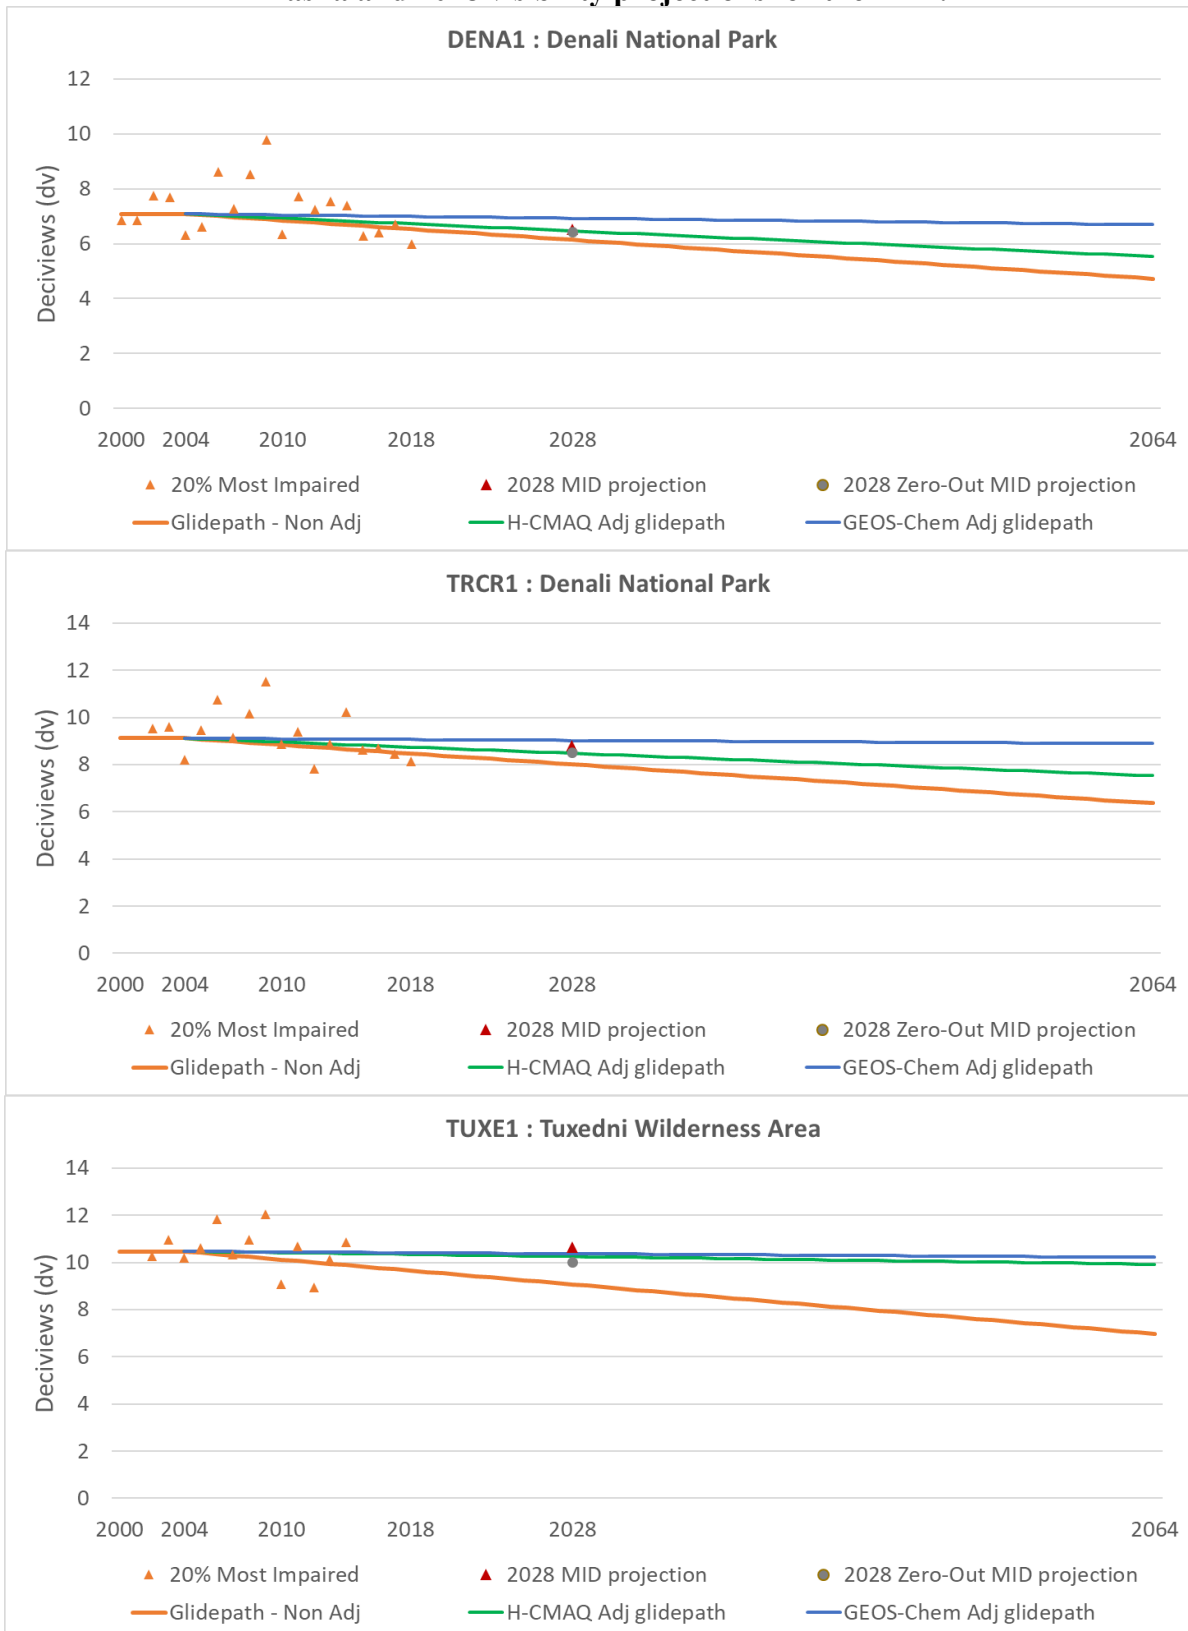 DENA1 : Denali National Park
12
10
8
6
4
2
0
Deciviews (dv)
2000 2004 2010 2018 2028 2064
20% Most Impaired 2028 MID projection 2028 Zero-Out MID projection
Glidepath - Non Adj H-CMAQ Adj glidepath GEOS-Chem Adj glidepath
TRCR1 : Denali National Park
14
12
10
8
6
4
2
0
Deciviews (dv)
2000 2004 2010 2018 2028 2064
20% Most Impaired 2028 MID projection 2028 Zero-Out MID projection
Glidepath - Non Adj H-CMAQ Adj glidepath GEOS-Chem Adj glidepath
TUXE1 : Tuxedni Wilderness Area
14
12
10
8
6
4
2
0
Deciviews (dv)
2000 2004 2010 2018 2028 2064
20% Most Impaired 2028 MID projection 2028 Zero-Out MID projection
Glidepath - Non Adj H-CMAQ Adj glidepath GEOS-Chem Adj glidepath